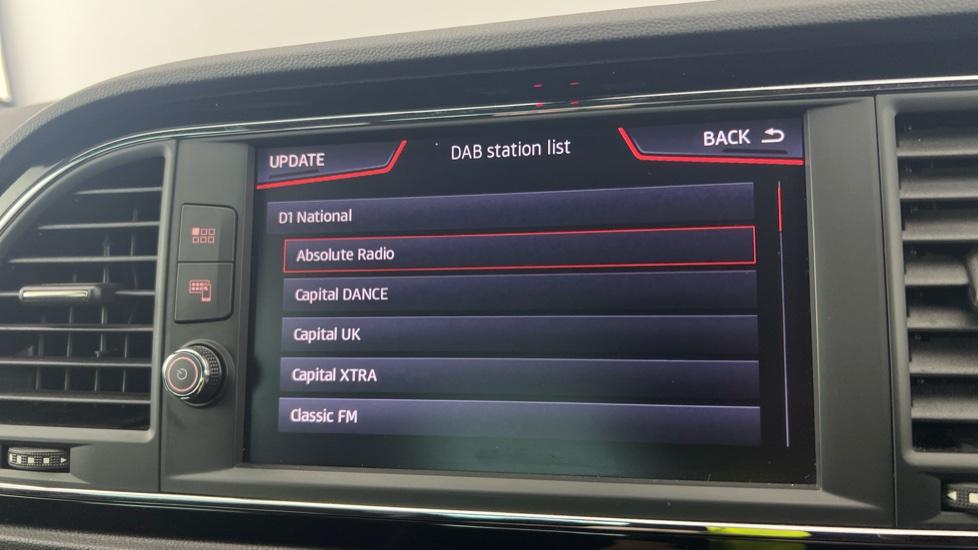 UPDATE
DAB station list
BACK
D1 National
Absolute Radio
Capital DANCE
Capital UK
Capital XTRA
Classic FM